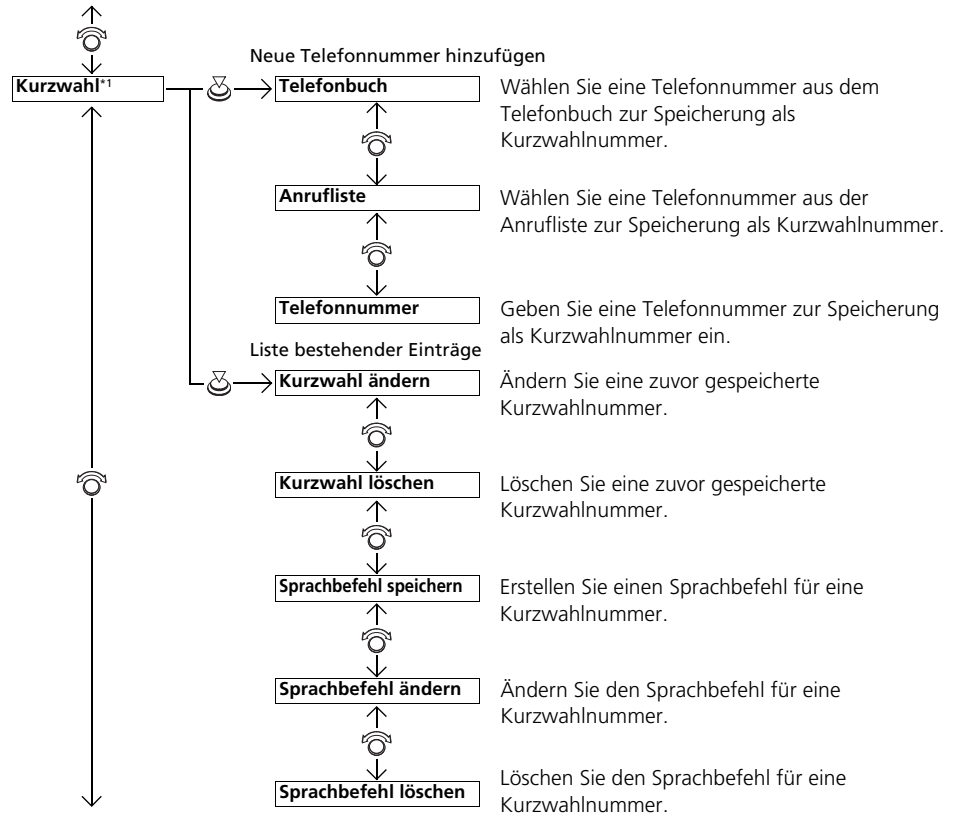 Neue Telefonnummer hinzufügen
Kurzwahl*1
Telefonbuch
Wählen Sie eine Telefonnummer aus dem
Telefonbuch zur Speicherung als
Kurzwahlnummer.
Anrufliste
Wählen Sie eine Telefonnummer aus der
Anrufliste zur Speicherung als Kurzwahlnummer.
Telefonnummer
Geben Sie eine Telefonnummer zur Speicherung
als Kurzwahlnummer ein.
Liste bestehender Einträge
Kurzwahl ändern
Ändern Sie eine zuvor gespeicherte
Kurzwahlnummer.
Kurzwahl löschen
Löschen Sie eine zuvor gespeicherte
Kurzwahlnummer.
Sprachbefehl speichern
Erstellen Sie einen Sprachbefehl für eine
Kurzwahlnummer.
Sprachbefehl ändern
Ändern Sie den Sprachbefehl für eine
Kurzwahlnummer.
Sprachbefehl löschen
Löschen Sie den Sprachbefehl für eine
Kurzwahlnummer.